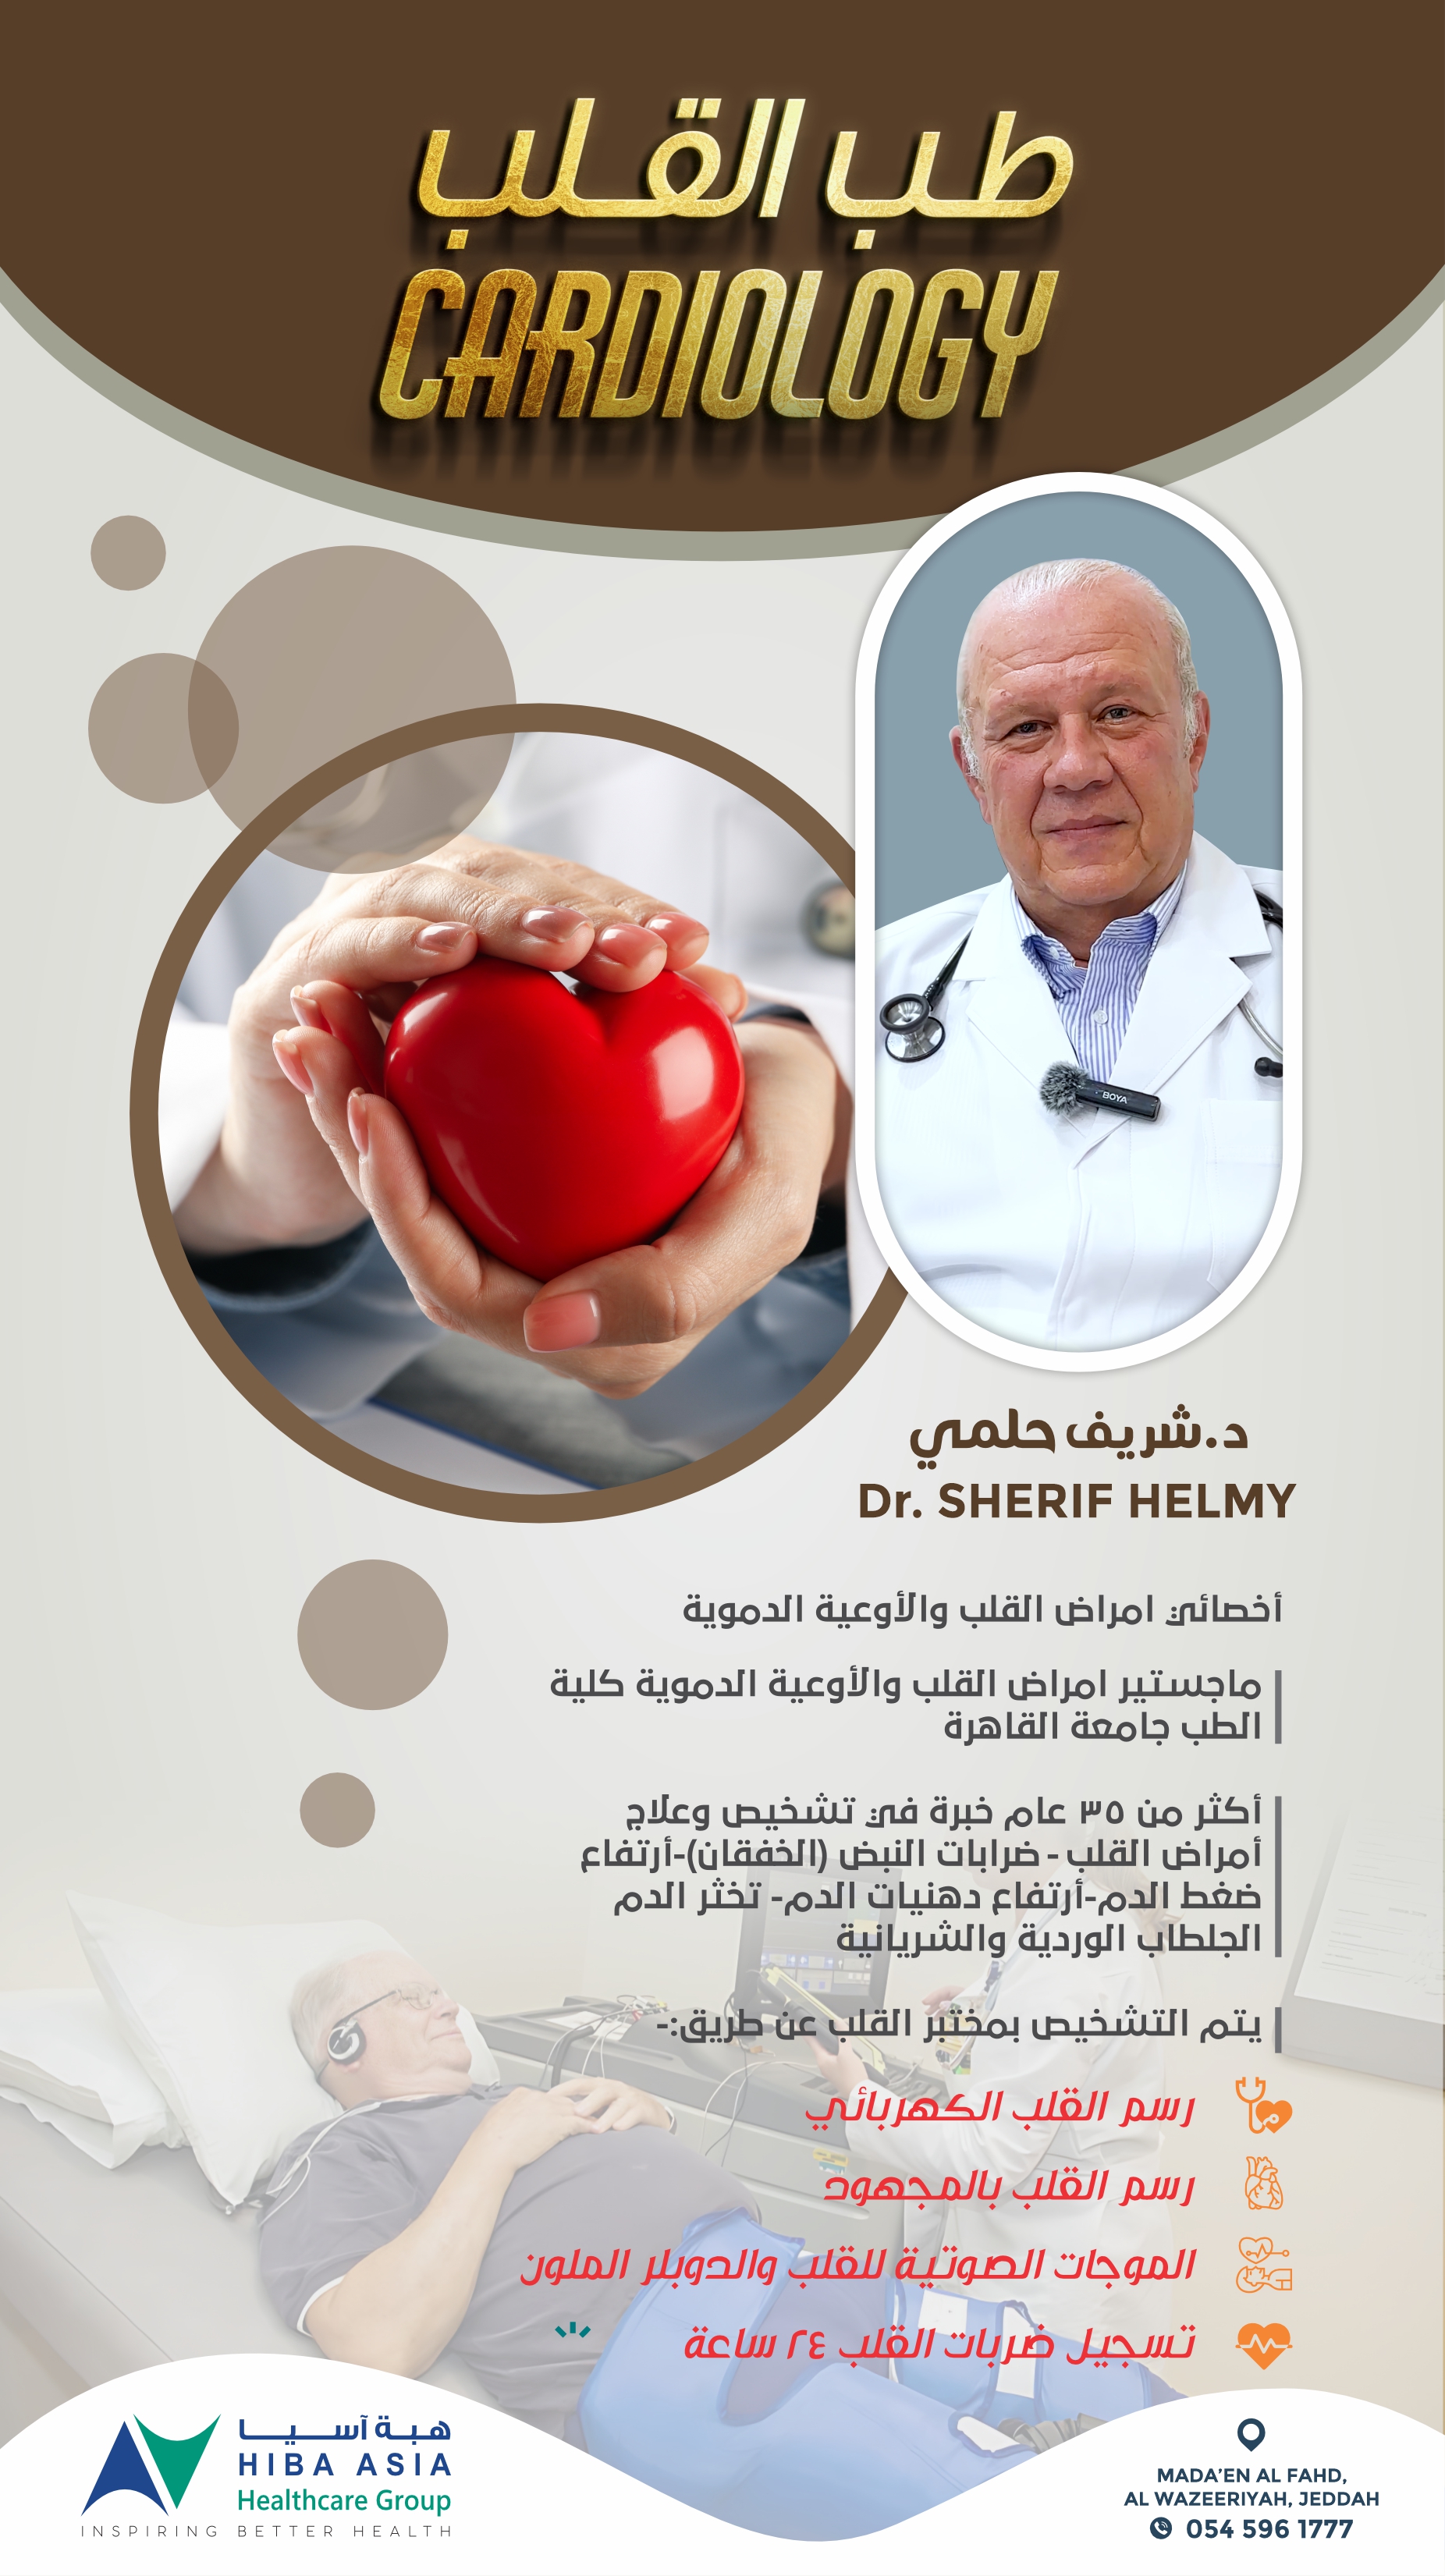 طب القلب
CARDIOLOGY
BOYA
د.شريف حلمي
Dr. SHERIF HELMY
أخصائي امراض القلب والأوعية الدموية
ماجستير امراض القلب والأوعية الدموية كلية
الطب جامعة القاهرة
أكثر من ٣٥ عام خبرة في تشخيص وعلاج
أمراض القلب - ضرابات النبض (الخفقان)-أرتفاع
ضغط الدم-أرتفاع دهنيات الدم- تخثر الدم
الجلطاب الوردية والشريانية
يتم التشخيص بمختبر القلب عن طريق:-
رسم القلب الكهربائي
رسم القلب بالمجهود
الموجات الصوتية للقلب والدوبلر الملون
تسجيل ضربات القلب ٢٤ ساعة
هبة آسيا
HIBA ASIA
Healthcare Group
INSPIRING BETTER HEALTH
MADA'EN AL FAHD,
AL WAZEERIYAH, JEDDAH
054 596 1777